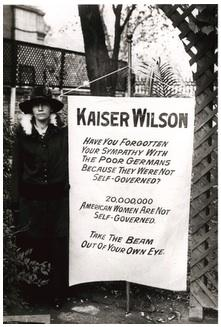 KAISER WILSON
HAVE YOU FORGOTTEN
YOUR SYMPATHY WITH
THE POOR GERMANS
BECAUSE THEY WERE NOT
SELF-GOVERNED?
20,000,000
AMERICAN WOMEN ARE NOT
SELF-GOVERNED.
TAKE THE BEAM
OUT OF YOUR OWN EYE.